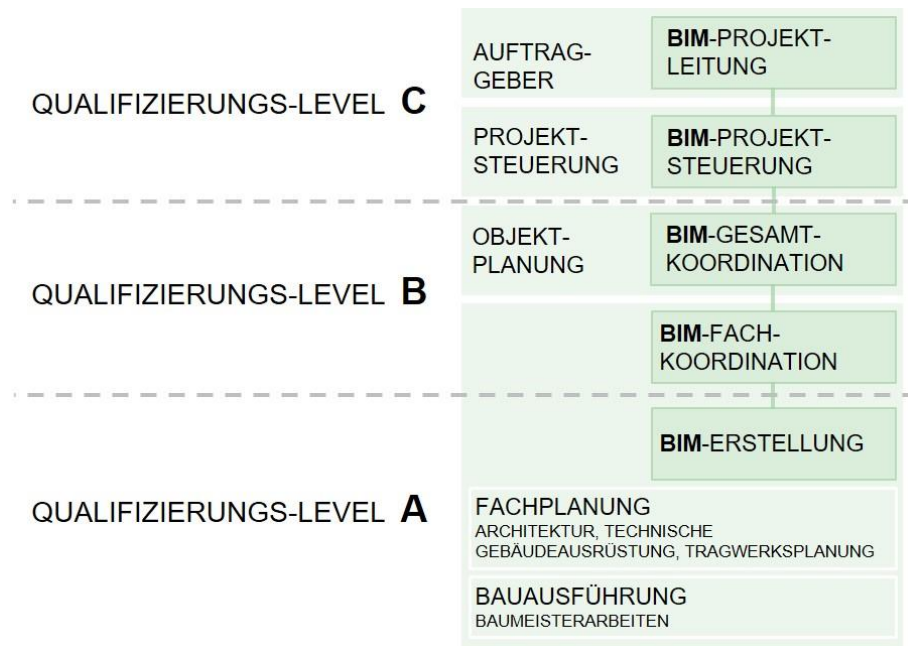 AUFTRAG-
GEBER
BIM-PROJEKT-
LEITUNG
QUALIFIZIERUNGS-LEVEL C
PROJEKT-
STEUERUNG
BIM-PROJEKT-
STEUERUNG
OBJEKT-
PLANUNG
BIM-GESAMT-
KOORDINATION
QUALIFIZIERUNGS-LEVEL B
BIM-FACH-
KOORDINATION
BIM-ERSTELLUNG
QUALIFIZIERUNGS-LEVEL A
FACHPLANUNG
ARCHITEKTUR, TECHNISCHE
GEBÄUDEAUSRÜSTUNG, TRAGWERKSPLANUNG
BAUAUSFÜHRUNG
BAUMEISTERARBEITEN